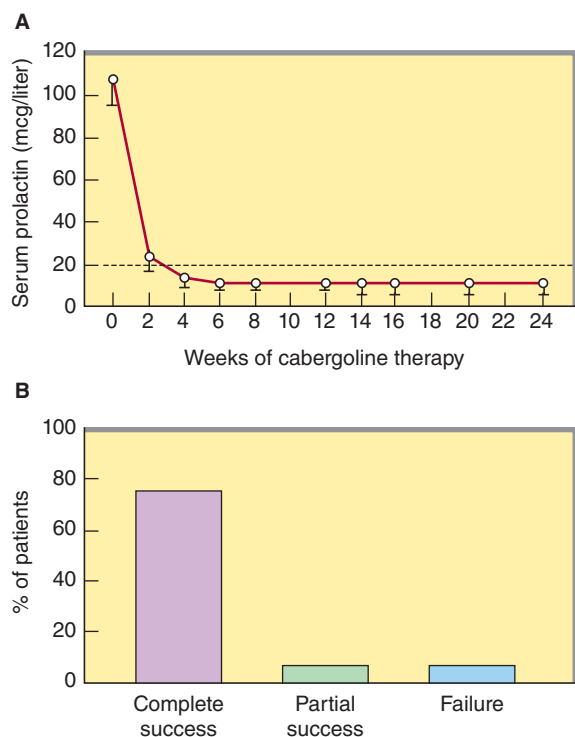 A
120
100
80
60
40
20
0
Serum prolactin (mcg/liter)
0 2 4 6 8 10 12 14 16 18 20 22 24
Weeks of cabergoline therapy
B
100
80
60
40
20
0
% of patients
Complete success
Partial success
Failure